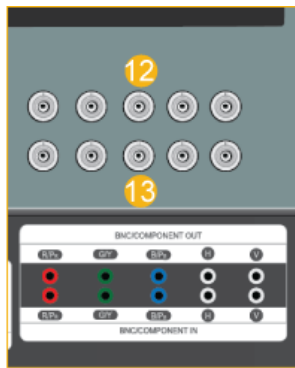 12
13
BNC/COMPONENT OUT
R/PR G/Y B/PB H V
R/PR G/Y B/PB H V
BNC/COMPONENT IN